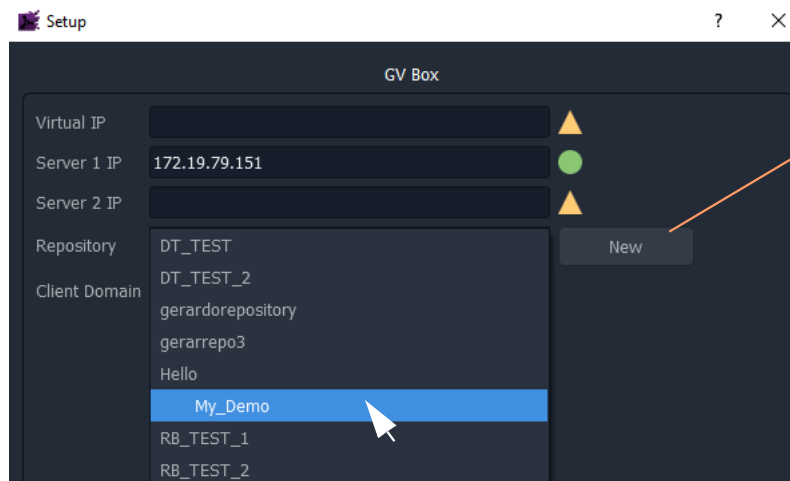 Setup ?
GV Box
Virtual IP
Server 1 IP 172.19.79.151
Server 2 IP
Repository DT_TEST New
DT_TEST_2
Client Domain
gerardorepository
gerarrepo3
Hello
My_Demo
RB_TEST_1
RB_TEST_2